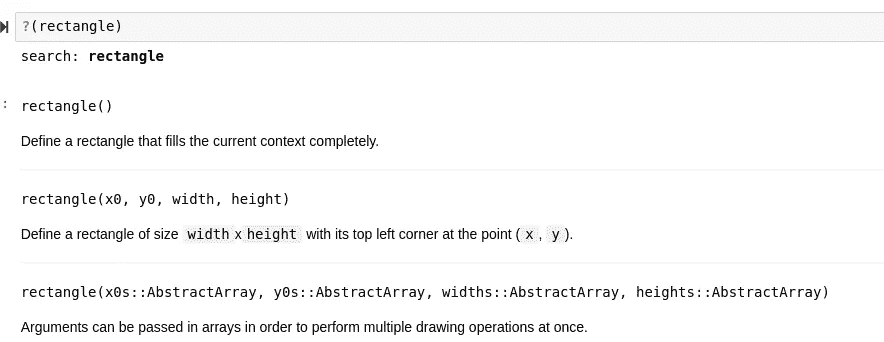 ?(rectangle)
search: rectangle
:
rectangle()
Define a rectangle that fills the current context completely.
rectangle(x0, y0, width, height)
Define a rectangle of size width x height with its top left corner at the point ( x , y ).
rectangle(x0s::AbstractArray, y0s::AbstractArray, widths::AbstractArray, heights::AbstractArray)
Arguments can be passed in arrays in order to perform multiple drawing operations at once.